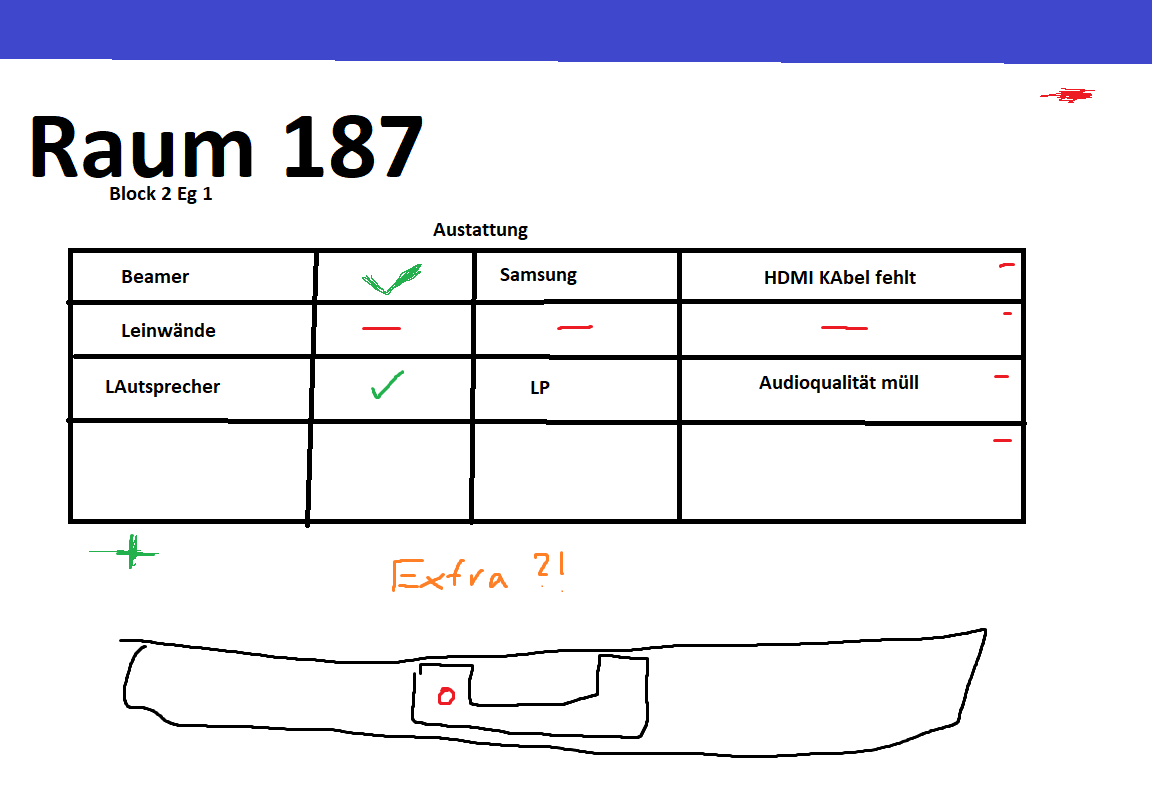 Raum 187
Block 2 Eg 1
Austattung
Beamer Samsung HDMI KAbel fehlt
Leinwände
LAutsprecher LP Audioqualität müll
Extra ?!